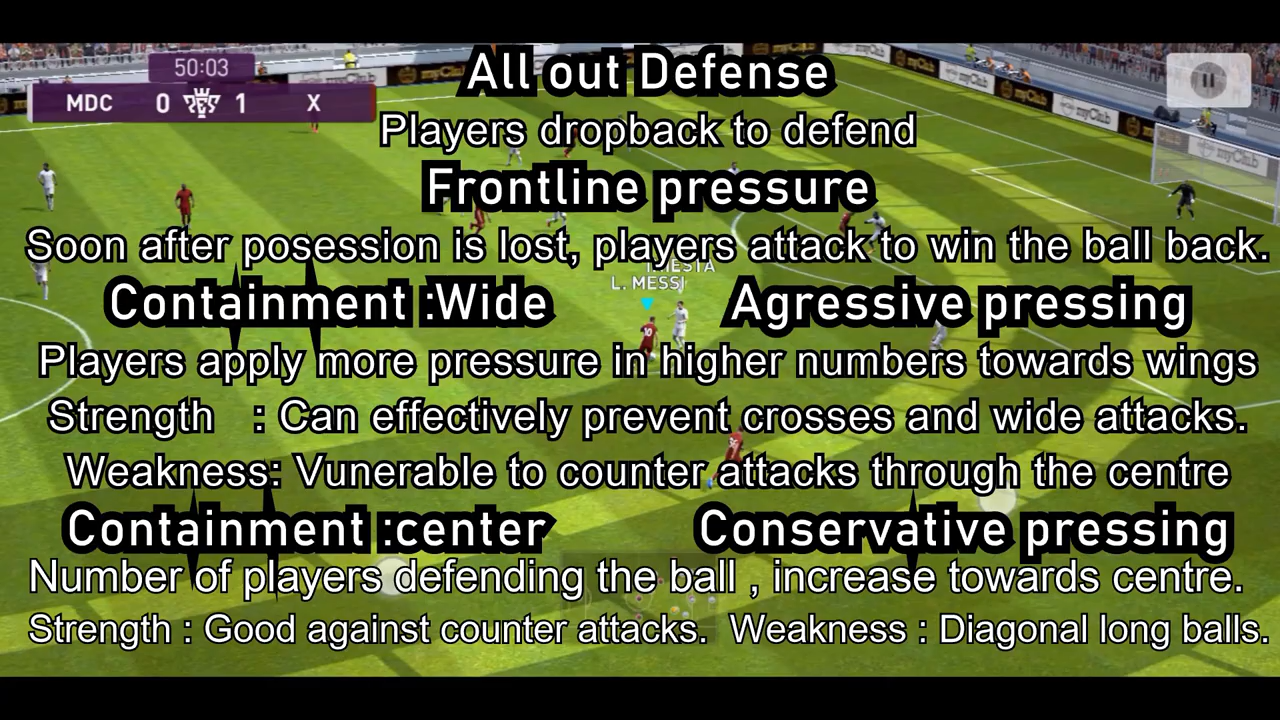 50:03
MDC 0 1 X
All out Defense
Players dropback to defend
Frontline pressure
Soon after posession is lost, players attack to win the ball back.
L. MESSI
Containment :Wide Agressive pressing
Players apply more pressure in higher numbers towards wings
Strength : Can effectively prevent crosses and wide attacks.
Weakness: Vunerable to counter attacks through the centre
Containment :center Conservative pressing
Number of players defending the ball , increase towards centre.
Strength : Good against counter attacks. Weakness : Diagonal long balls.
myClub
myClub
myClub